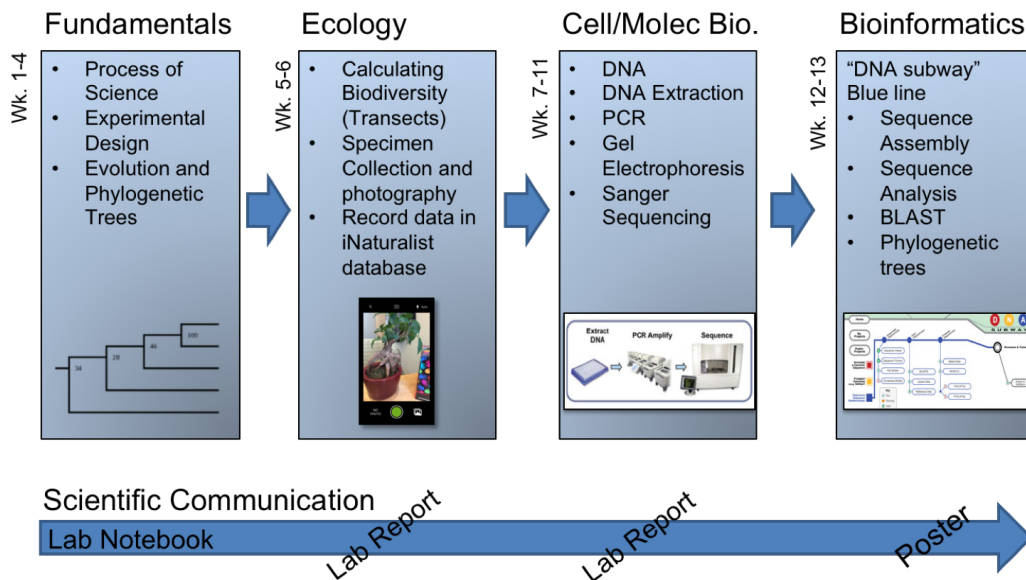 Fundamentals
Wk. 1-4
• Process of
Science
• Experimental
Design
• Evolution and
Phylogenetic
Trees
100
46
28
34
Ecology
Wk. 5-6
• Calculating
Biodiversity
(Transects)
• Specimen
Collection and
photography
• Record data in
iNaturalist
database
Cell/Molec Bio.
Wk. 7-11
• DNA
• DNA Extraction
• PCR
• Gel
Electrophoresis
• Sanger
Sequencing
Extract
DNA
PCR Amplify
Sequence
Bioinformatics
Wk. 12-13
“DNA subway”
Blue line
• Sequence
Assembly
• Sequence
Analysis
• BLAST
• Phylogenetic
trees
D N A
SUBWAY
Scientific Communication
Lab Notebook
Lab Report
Lab Report
Poster